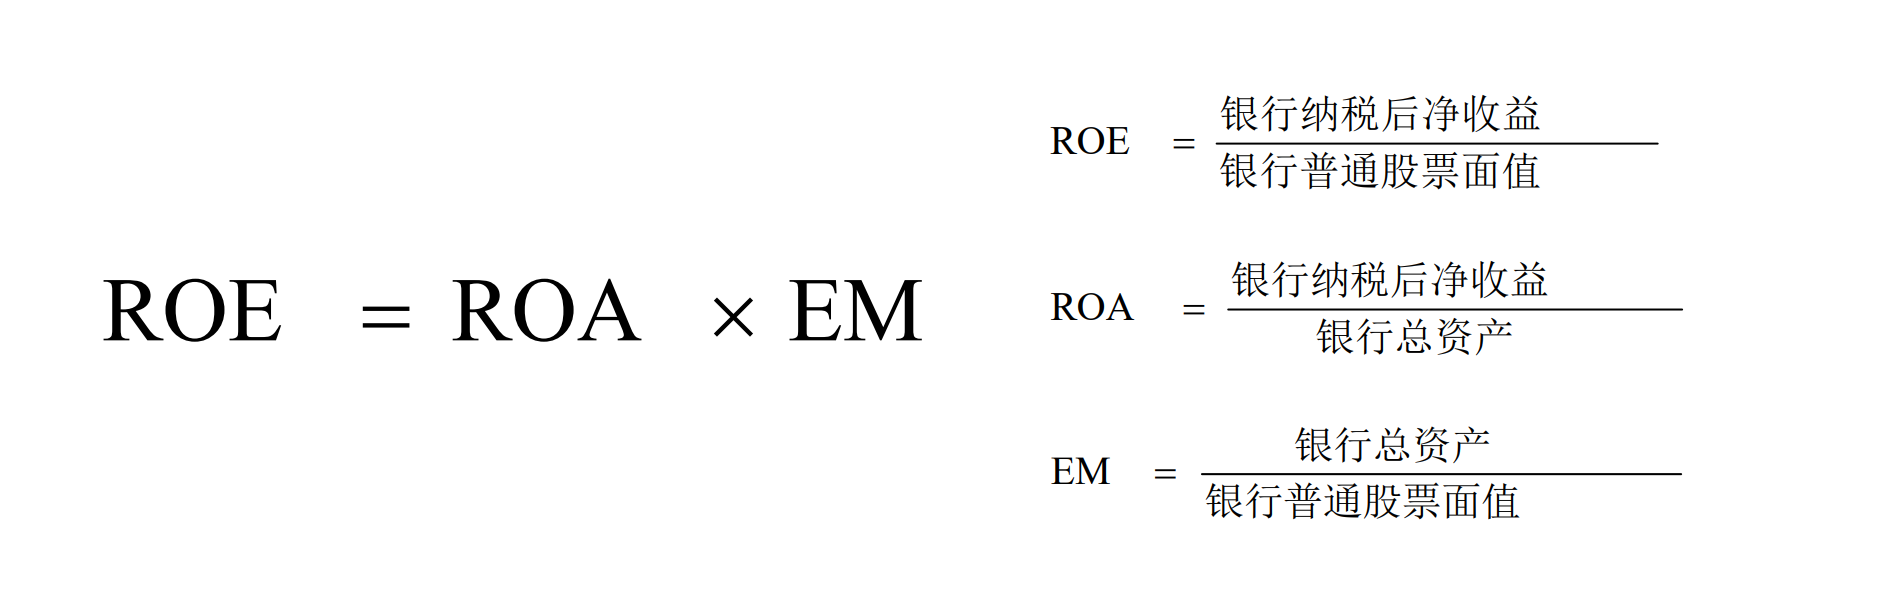 ROE = ROA × EM
ROE = 银行纳税后净收益
银行普通股票面值
ROA = 银行纳税后净收益
银行总资产
EM = 银行总资产
银行普通股票面值